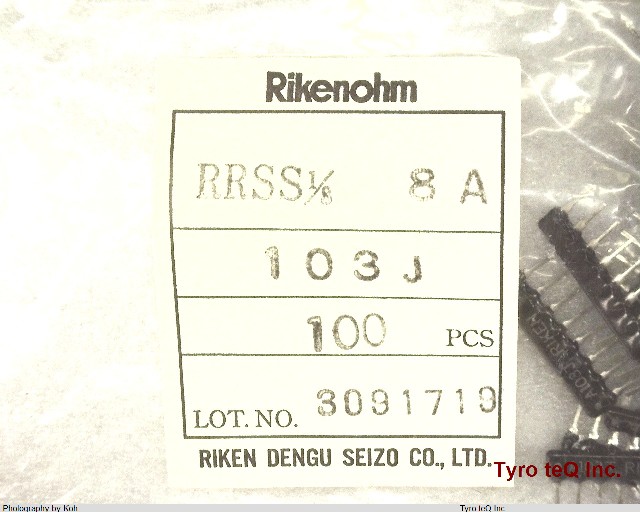 Rikenohm
RRSS⅛ 8 A
103J
100 PCS
LOT. NO. 3091719
RIKEN DENGU SEIZO CO., LTD.
Tyro teQ Inc.
Photography by Koh
Tyro teQ Inc